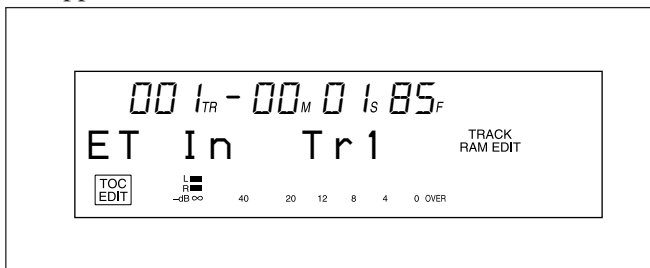 001TR - 00M 01S 85F
ET In Tr1
TRACK
RAM EDIT
TOC
EDIT
L
R
–dB ∞ 40 20 12 8 4 0 OVER